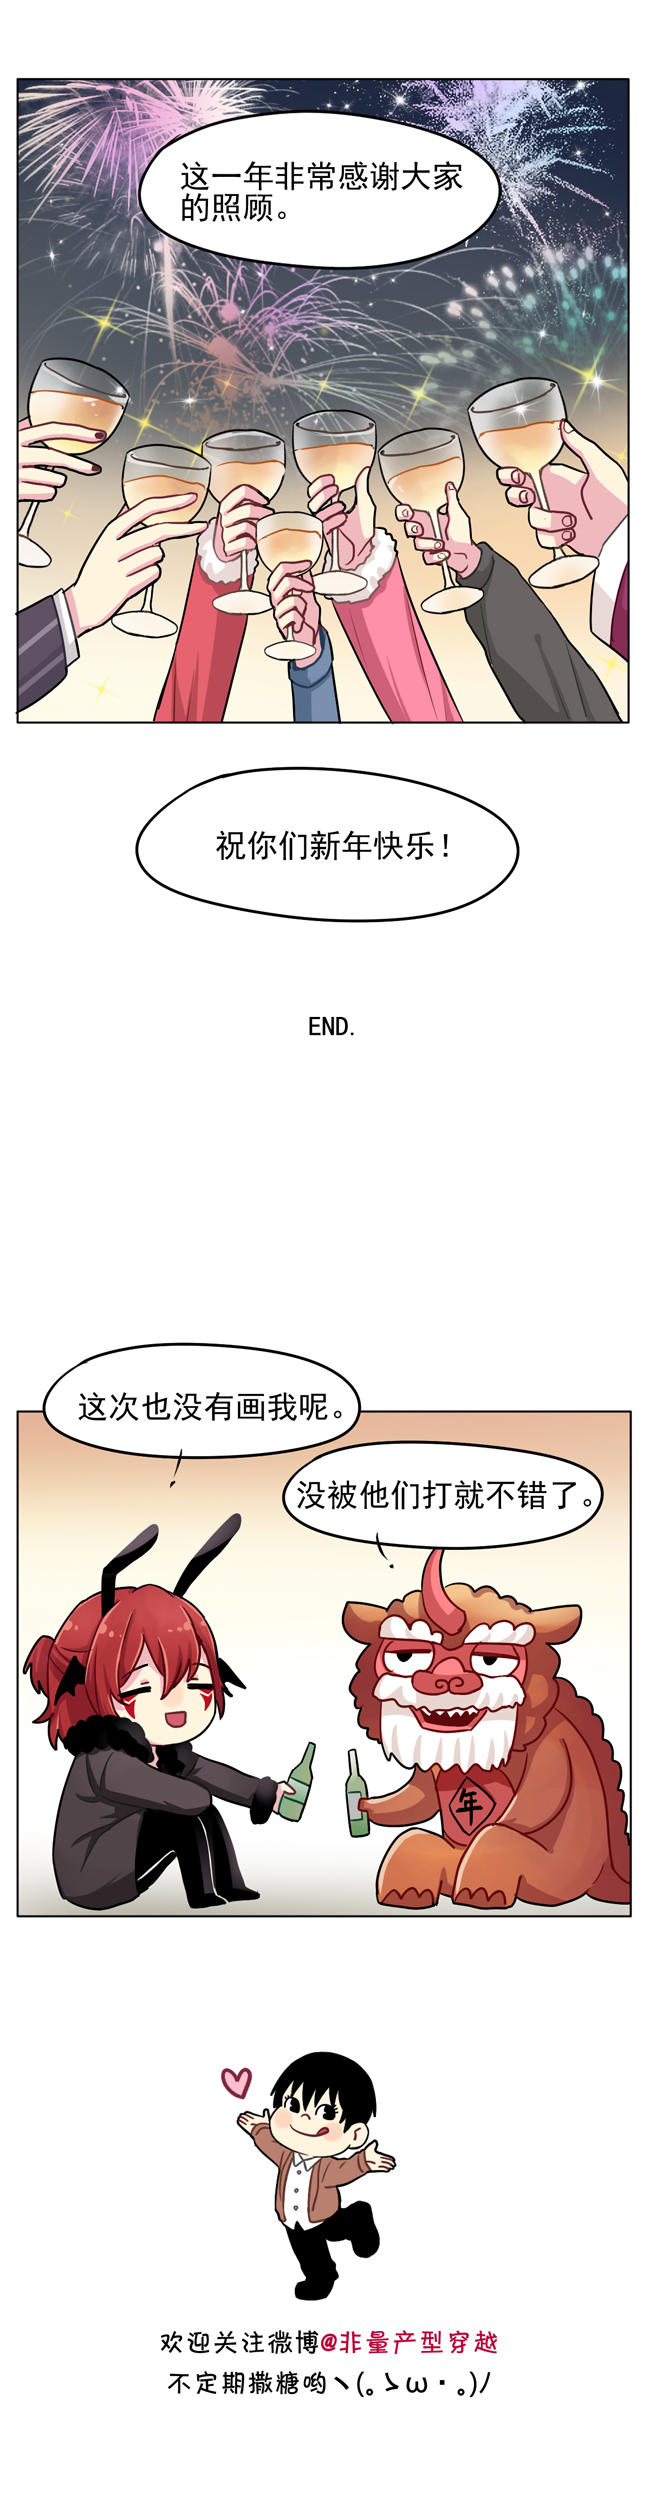 这一年非常感谢大家
的照顾。
祝你们新年快乐！
END.
这次也没有画我呢。
没被他们打就不错了。
年
欢迎关注微博@非量产型穿越
不定期撒糖哟ヽ(｡ゝω･｡)ﾉ